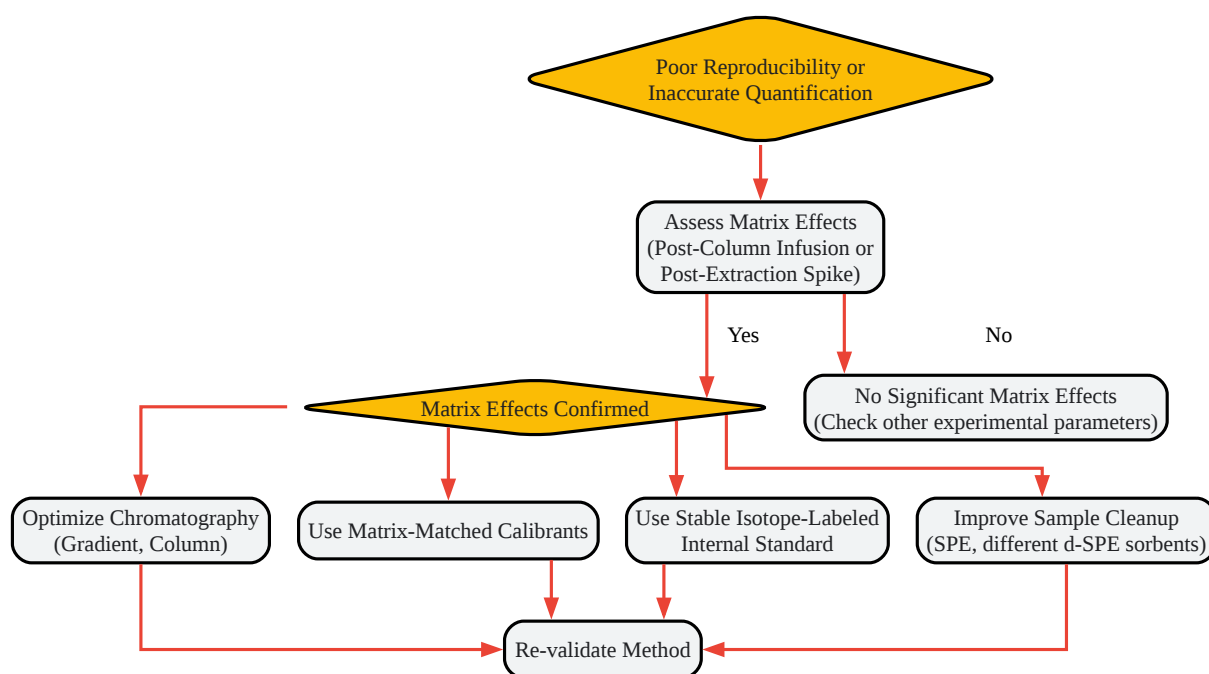 Poor Reproducibility or
Inaccurate Quantification
Assess Matrix Effects
(Post-Column Infusion or
Post-Extraction Spike)
Yes
No
Matrix Effects Confirmed
No Significant Matrix Effects
(Check other experimental parameters)
Optimize Chromatography
(Gradient, Column)
Use Matrix-Matched Calibrants
Use Stable Isotope-Labeled
Internal Standard
Improve Sample Cleanup
(SPE, different d-SPE sorbents)
Re-validate Method